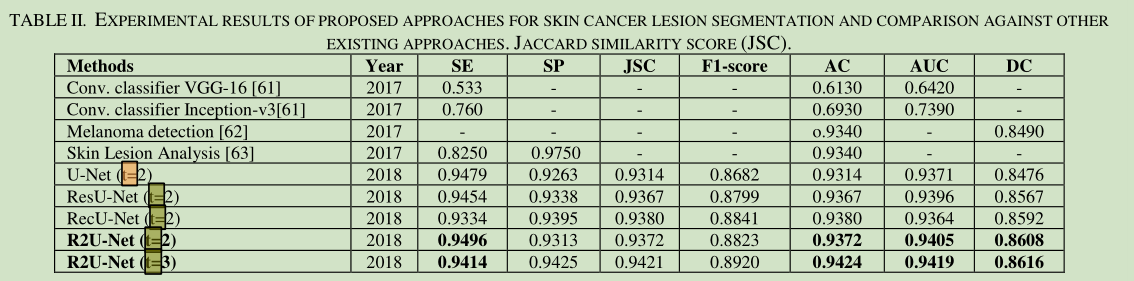 TABLE II. EXPERIMENTAL RESULTS OF PROPOSED APPROACHES FOR SKIN CANCER LESION SEGMENTATION AND COMPARISON AGAINST OTHER
EXISTING APPROACHES. JACCARD SIMILARITY SCORE (JSC).
Methods Year SE SP JSC F1-score AC AUC DC
Conv. classifier VGG-16 [61] 2017 0.533 - - - 0.6130 0.6420 -
Conv. classifier Inception-v3[61] 2017 0.760 - - - 0.6930 0.7390 -
Melanoma detection [62] 2017 - - - - o.9340 - 0.8490
Skin Lesion Analysis [63] 2017 0.8250 0.9750 - - 0.9340 - -
U-Net (t=2) 2018 0.9479 0.9263 0.9314 0.8682 0.9314 0.9371 0.8476
ResU-Net (t=2) 2018 0.9454 0.9338 0.9367 0.8799 0.9367 0.9396 0.8567
RecU-Net (t=2) 2018 0.9334 0.9395 0.9380 0.8841 0.9380 0.9364 0.8592
R2U-Net (t=2) 2018 0.9496 0.9313 0.9372 0.8823 0.9372 0.9405 0.8608
R2U-Net (t=3) 2018 0.9414 0.9425 0.9421 0.8920 0.9424 0.9419 0.8616